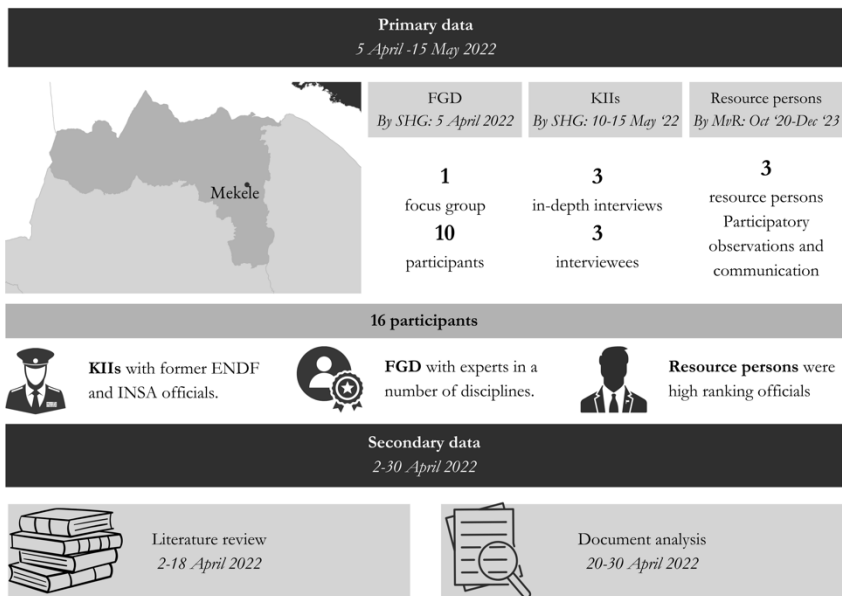 Primary data
5 April -15 May 2022
Mekele
FGD
By SHG: 5 April 2022
1
focus group
10
participants
KIIs
By SHG: 10-15 May ‘22
3
in-depth interviews
3
interviewees
Resource persons
By MvR: Oct ‘20-Dec ‘23
3
resource persons
Participatory
observations and
communication
16 participants
KIIs with former ENDF
and INSA officials.
FGD with experts in a
number of disciplines.
Resource persons were
high ranking officials
Secondary data
2-30 April 2022
Literature review
2-18 April 2022
Document analysis
20-30 April 2022